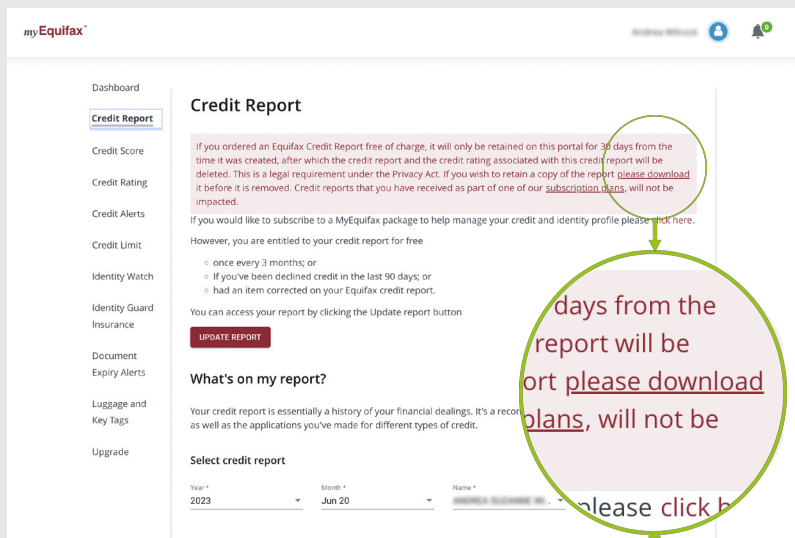 myEquifax™
0
Dashboard
Credit Report
Credit Score
Credit Rating
Credit Alerts
Credit Limit
Identity Watch
Identity Guard
Insurance
Document
Expiry Alerts
Luggage and
Key Tags
Upgrade
Credit Report
If you ordered an Equifax Credit Report free of charge, it will only be retained on this portal for 30 days from the
time it was created, after which the credit report and the credit rating associated with this credit report will be
deleted. This is a legal requirement under the Privacy Act. If you wish to retain a copy of the report please download
it before it is removed. Credit reports that you have received as part of one of our subscription plans, will not be
impacted.
If you would like to subscribe to a MyEquifax package to help manage your credit and identity profile please click here.
However, you are entitled to your credit report for free
once every 3 months; or
If you've been declined credit in the last 90 days; or
had an item corrected on your Equifax credit report.
You can access your report by clicking the Update report button
UPDATE REPORT
What's on my report?
Your credit report is essentially a history of your financial dealings. It's a record
as well as the applications you've made for different types of credit.
Select credit report
Year *
Month *
Name *
2023
Jun 20
days from the
report will be
ort please download
plans, will not be
please click h